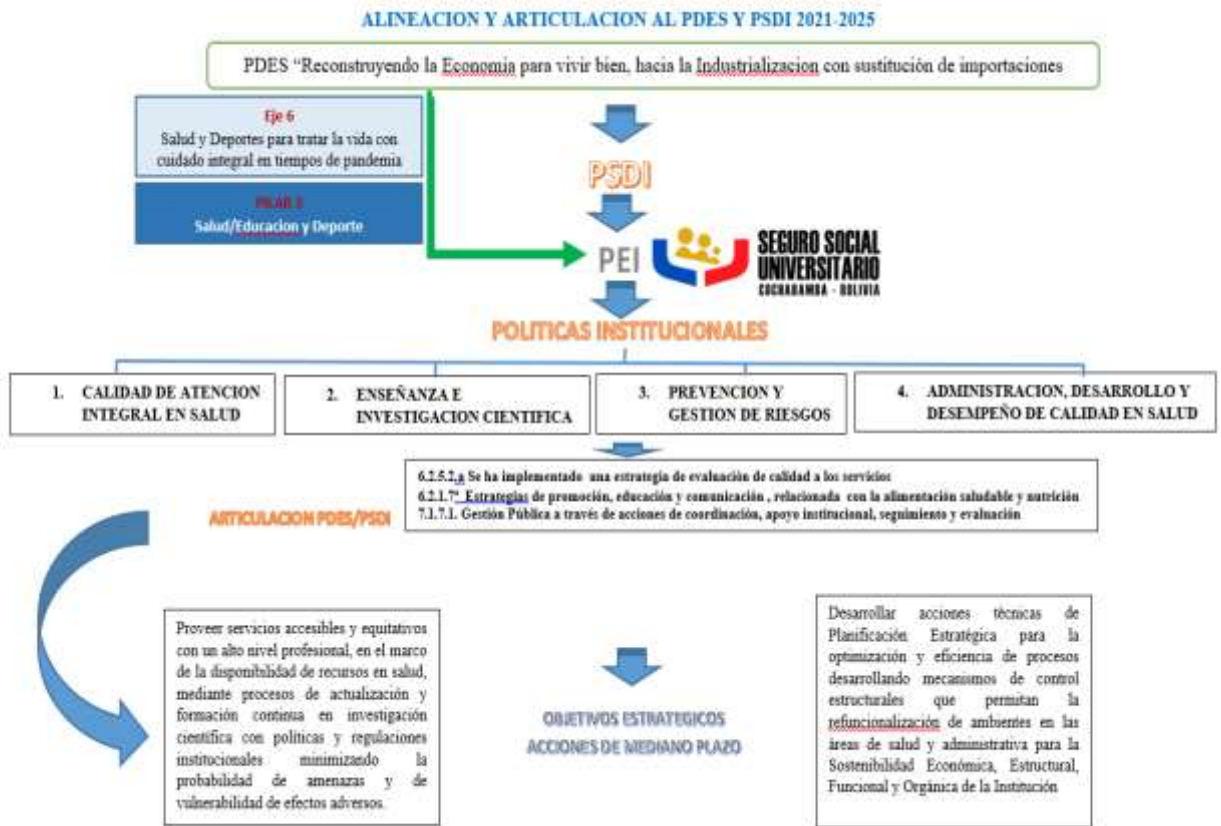 ALINEACION Y ARTICULACION AL PDES Y PSDI 2021-2025
PDES “Reconstruyendo la Economia para vivir bien, hacia la Industrializacion con sustitución de importaciones
Eje 6
Salud y Deportes para tratar la vida con
cuidado integral en tiempos de pandemia
PILAR 3
Salud/Educacion y Deporte
PSDI
PEI
SEGURO SOCIAL
UNIVERSITARIO
COCHABAMBA - BOLIVIA
POLITICAS INSTITUCIONALES
1. CALIDAD DE ATENCION
INTEGRAL EN SALUD
2. ENSEÑANZA E
INVESTIGACION CIENTIFICA
3. PREVENCION Y
GESTION DE RIESGOS
4. ADMINISTRACION, DESARROLLO Y
DESEMPEÑO DE CALIDAD EN SALUD
6.2.5.2.a Se ha implementado una estrategia de evaluación de calidad a los servicios
6.2.1.7ª Estrategias de promoción, educación y comunicación , relacionada con la alimentación saludable y nutrición
7.1.7.1. Gestión Pública a través de acciones de coordinación, apoyo institucional, seguimiento y evaluación
ARTICULACION PDES/PSDI
Proveer servicios accesibles y equitativos
con un alto nivel profesional, en el marco
de la disponibilidad de recursos en salud,
mediante procesos de actualización y
formación continua en investigación
científica con políticas y regulaciones
institucionales minimizando la
probabilidad de amenazas y de
vulnerabilidad de efectos adversos.
OBJETIVOS ESTRATEGICOS
ACCIONES DE MEDIANO PLAZO
Desarrollar acciones técnicas de
Planificación Estratégica para la
optimización y eficiencia de procesos
desarrollando mecanismos de control
estructurales que permitan la
refuncionalización de ambientes en las
áreas de salud y administrativa para la
Sostenibilidad Económica, Estructural,
Funcional y Orgánica de la Institución